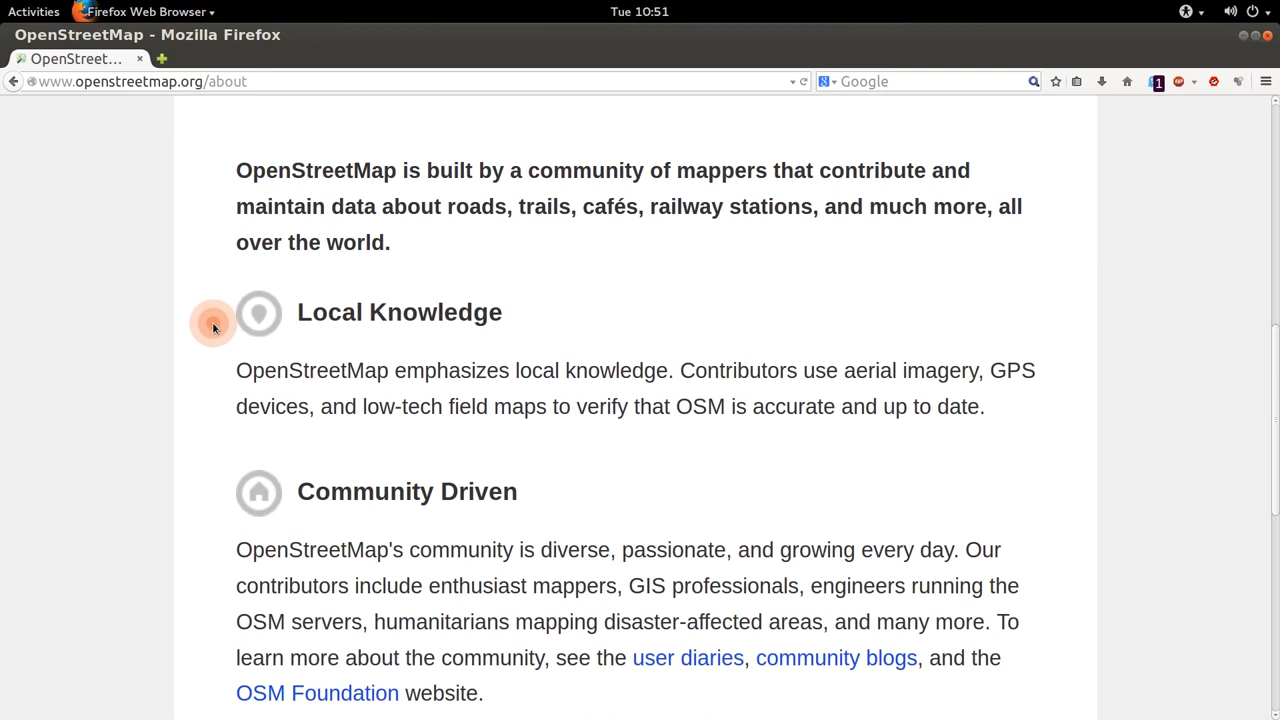 Activities Firefox Web Browser Tue 10:51
OpenStreetMap - Mozilla Firefox
OpenStreet...
www.openstreetmap.org/about Google 1
OpenStreetMap is built by a community of mappers that contribute and
maintain data about roads, trails, cafés, railway stations, and much more, all
over the world.
Local Knowledge
OpenStreetMap emphasizes local knowledge. Contributors use aerial imagery, GPS
devices, and low-tech field maps to verify that OSM is accurate and up to date.
Community Driven
OpenStreetMap's community is diverse, passionate, and growing every day. Our
contributors include enthusiast mappers, GIS professionals, engineers running the
OSM servers, humanitarians mapping disaster-affected areas, and many more. To
learn more about the community, see the user diaries, community blogs, and the
OSM Foundation website.